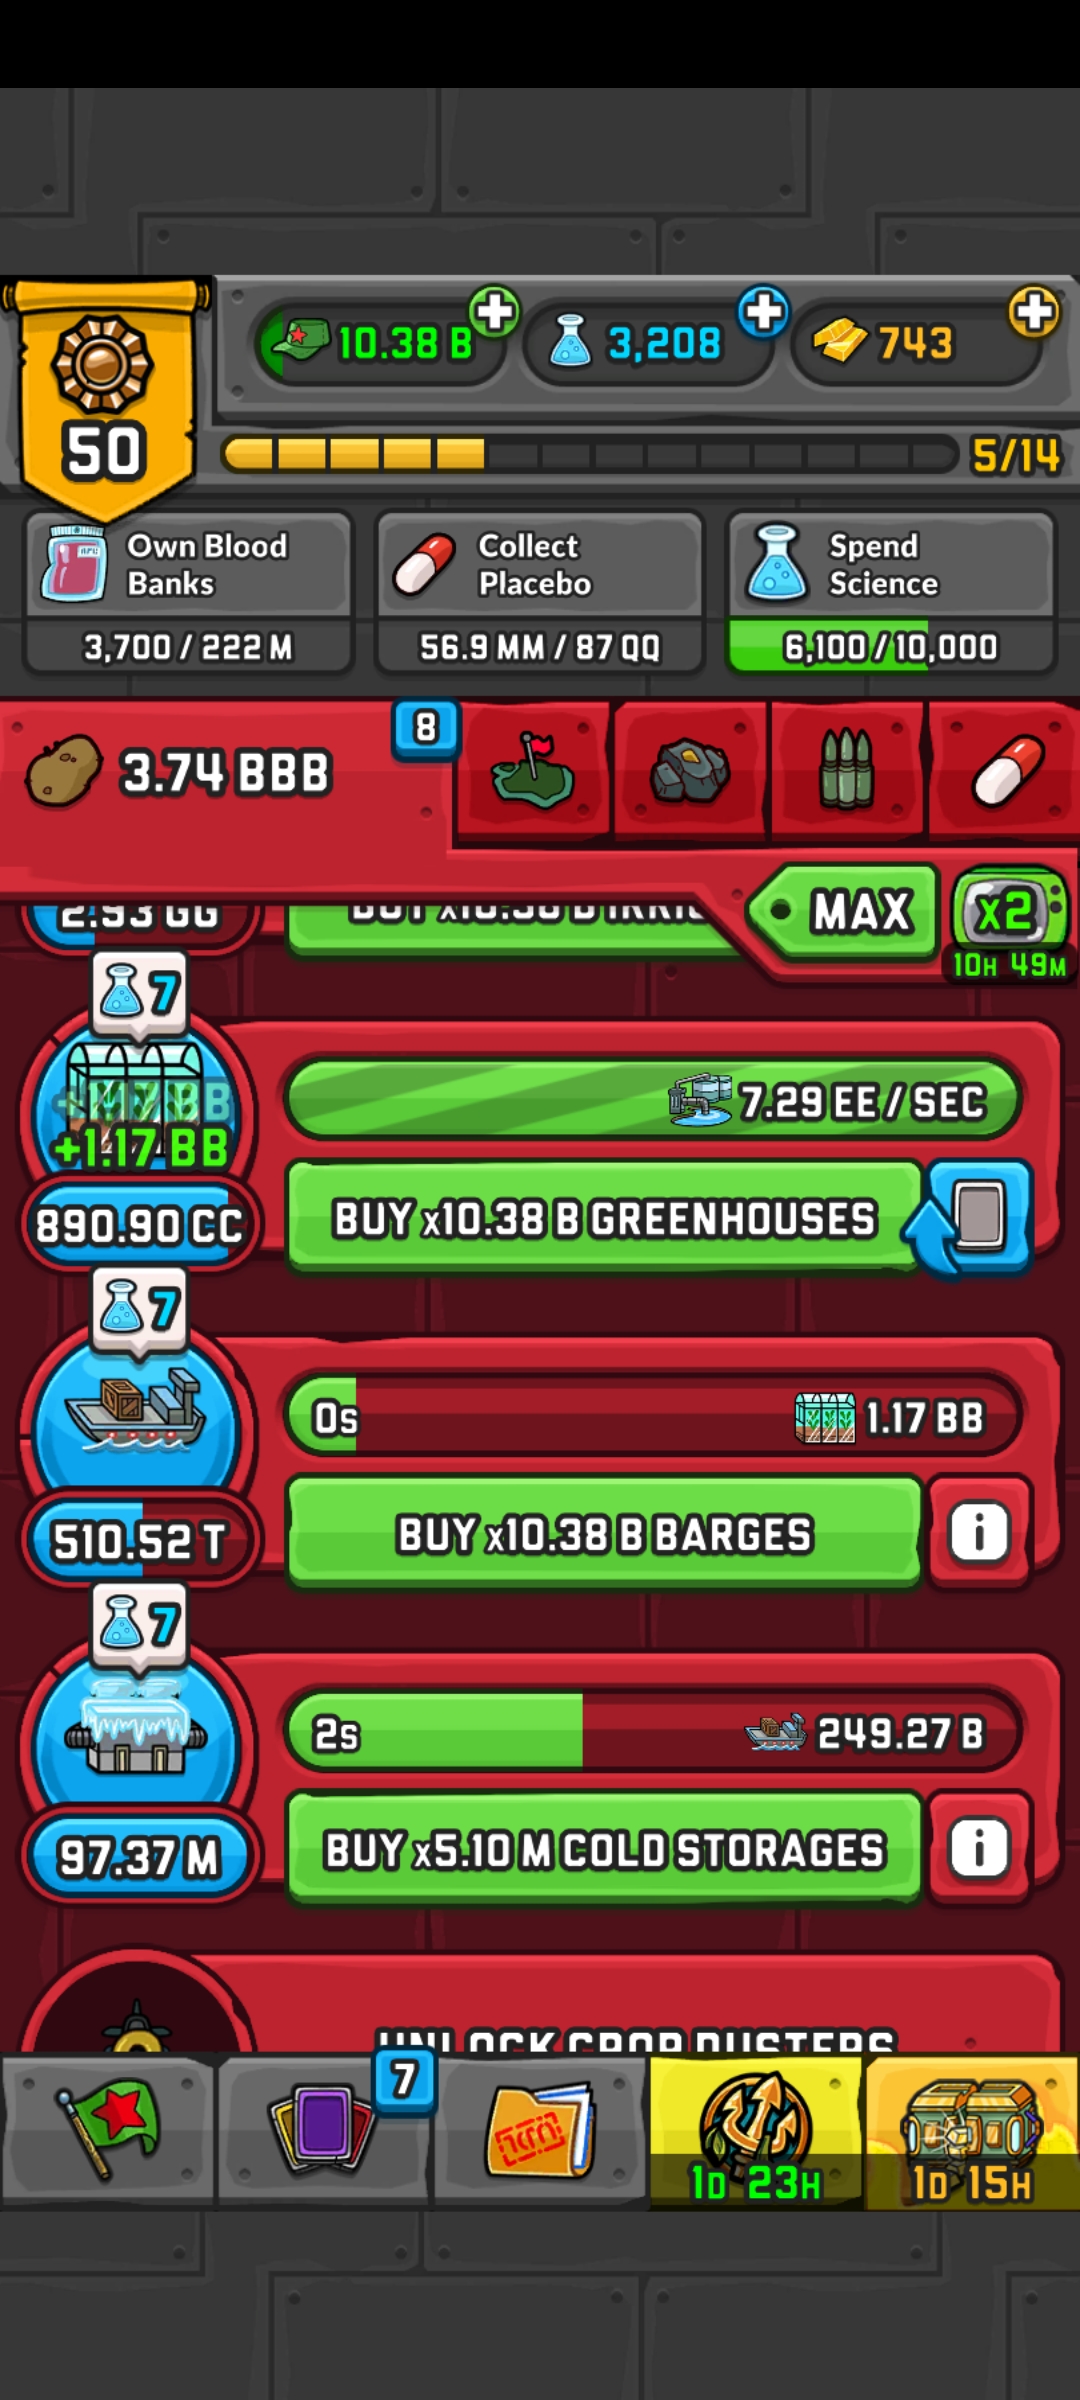 10.38 B
3,208
743
50
5/14
Own Blood
Banks
3,700 / 222 M
Collect
Placebo
56.9 MM / 87 QQ
Spend
Science
6,100 / 10,000
3.74 BBB
8
MAX
x2
10H 49M
2.93 GG
7
+1.17 BB
7.29 EE / SEC
890.90 CC
BUY x10.38 B GREENHOUSES
7
0s
1.17 BB
510.52 T
BUY x10.38 B BARGES
i
7
2s
249.27 B
97.37 M
BUY x5.10 M COLD STORAGES
i
UNLOCK CROP DUSTERS
7
1D 23H
1D 15H